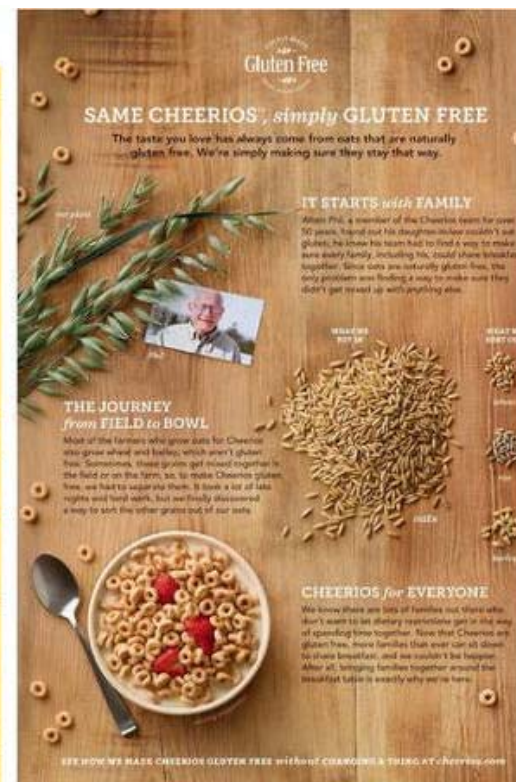 Gluten Free
SAME CHEERIOS™, simply GLUTEN FREE
The taste you love has always come from oats that are naturally
gluten free. We're simply making sure they stay that way.
oat plant
IT STARTS with FAMILY
When Phil, a member of the Cheerios team for over
50 years, found out his daughter-in-law couldn't eat
gluten, he knew his team had to find a way to make
sure every family, including his, could share breakfast
together. Since oats are naturally gluten free, the
only problem was finding a way to make sure they
didn't get mixed up with anything else.
Phil
WHAT WE
PUT IN
WHAT
THE JOURNEY
from FIELD to BOWL
Most of the farmers who grow oats for Cheerios
also grow wheat and barley, which aren't gluten
free. Sometimes, these grains get mixed together in
the field or on the farm, so, to make Cheerios gluten
free, we had to separate them. It took a lot of late
nights and hard work, but we finally discovered
a way to sort the other grains out of our oats.
oats
CHEERIOS for EVERYONE
We know there are lots of families out there who
don't want to let dietary restrictions get in the way
of spending time together. Now that Cheerios are
gluten free, more families than ever can sit down
to share breakfast, and we couldn't be happier.
After all, bringing families together around the
breakfast table is exactly why we're here.
SEE HOW WE MADE CHEERIOS GLUTEN FREE without CHANGING A THING AT cheerios.com